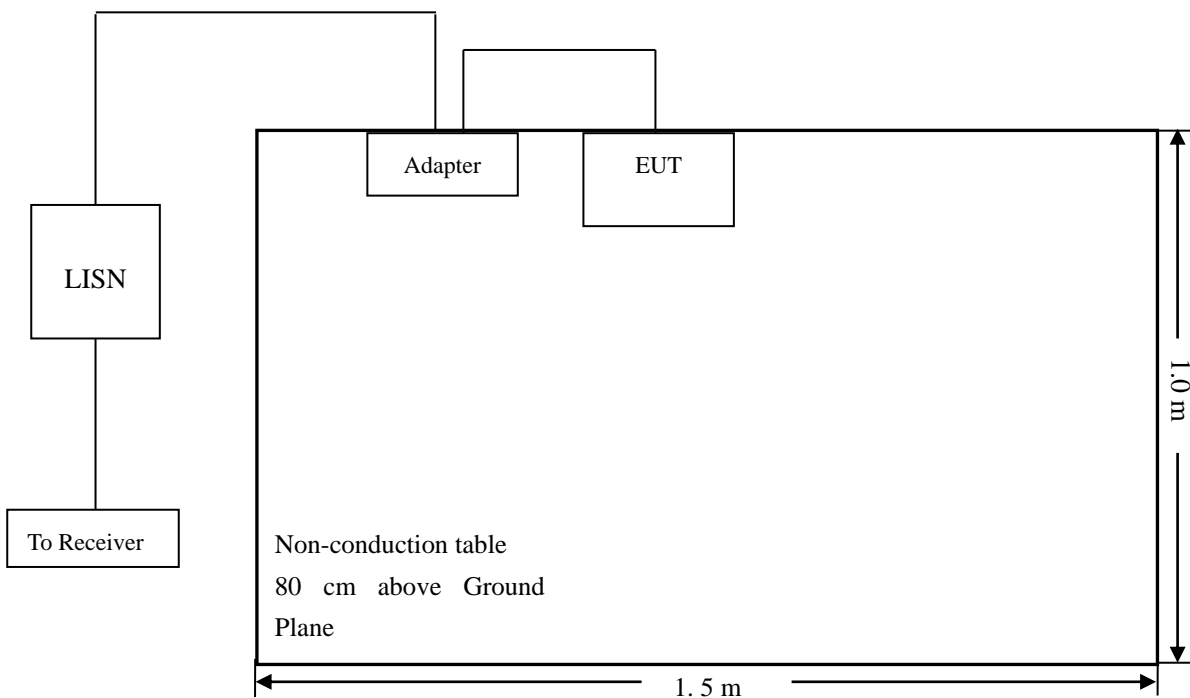 Adapter
EUT
LISN
1.0 m
To Receiver
Non-conduction table
80 cm above Ground
Plane
1. 5 m